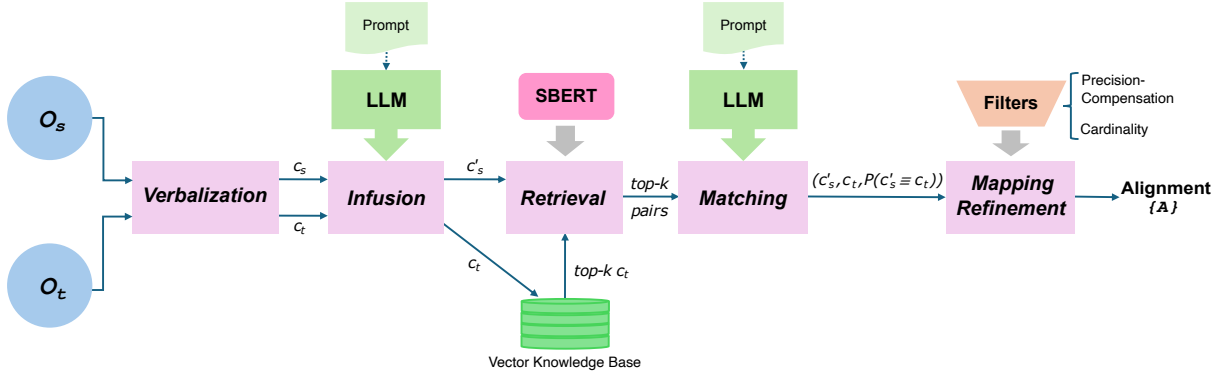 Prompt
Prompt
LLM
SBERT
LLM
Filters
Precision-
Compensation
Cardinality
O_s
O_t
Verbalization
c_s
c_t
Infusion
c'_s
c_t
Retrieval
top-k
pairs
top-k c_t
Vector Knowledge Base
Matching
(c'_s, c_t, P(c'_s ≡ c_t))
Mapping
Refinement
Alignment
{A}